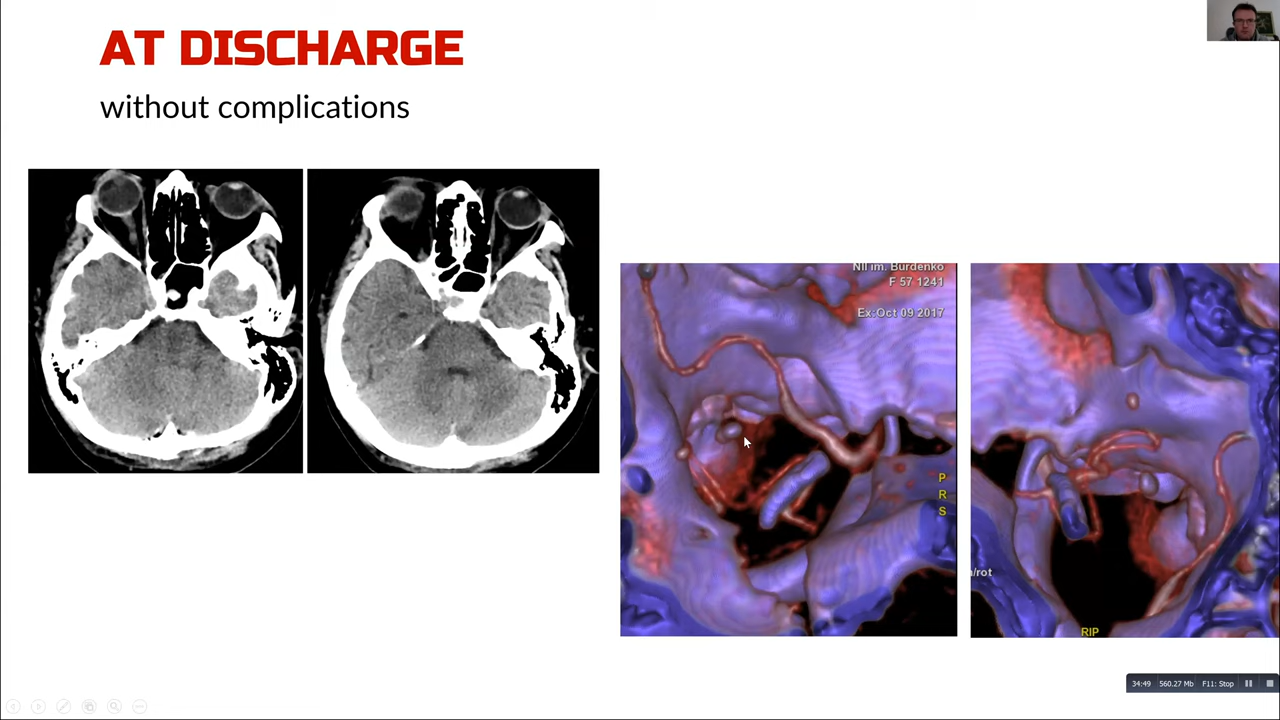 AT DISCHARGE
without complications
NII im. Burdenko
F 57 1241
Ex:Oct 09 2017
P
R
S
/rot
RIP
34:49 560.27 Mb F11: Stop